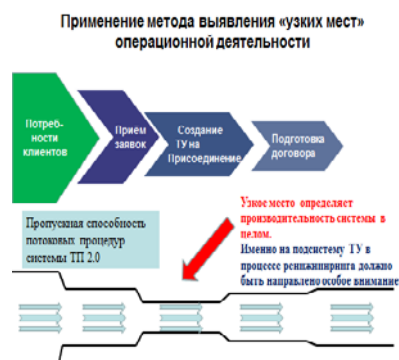 Применение метода выявления «узких мест»
операционной деятельности
Потреб-
ности
клиентов
Прием
заявок
Создание
ТУ на
Присоединение
Подготовка
договора
Пропускная способность
потоковых процедур
системы ТП 2.0
Узкое место определяет
производительность системы в
целом.
Именно на подсистему ТУ в
процессе реинжиниринга должно
быть направлено особое внимание